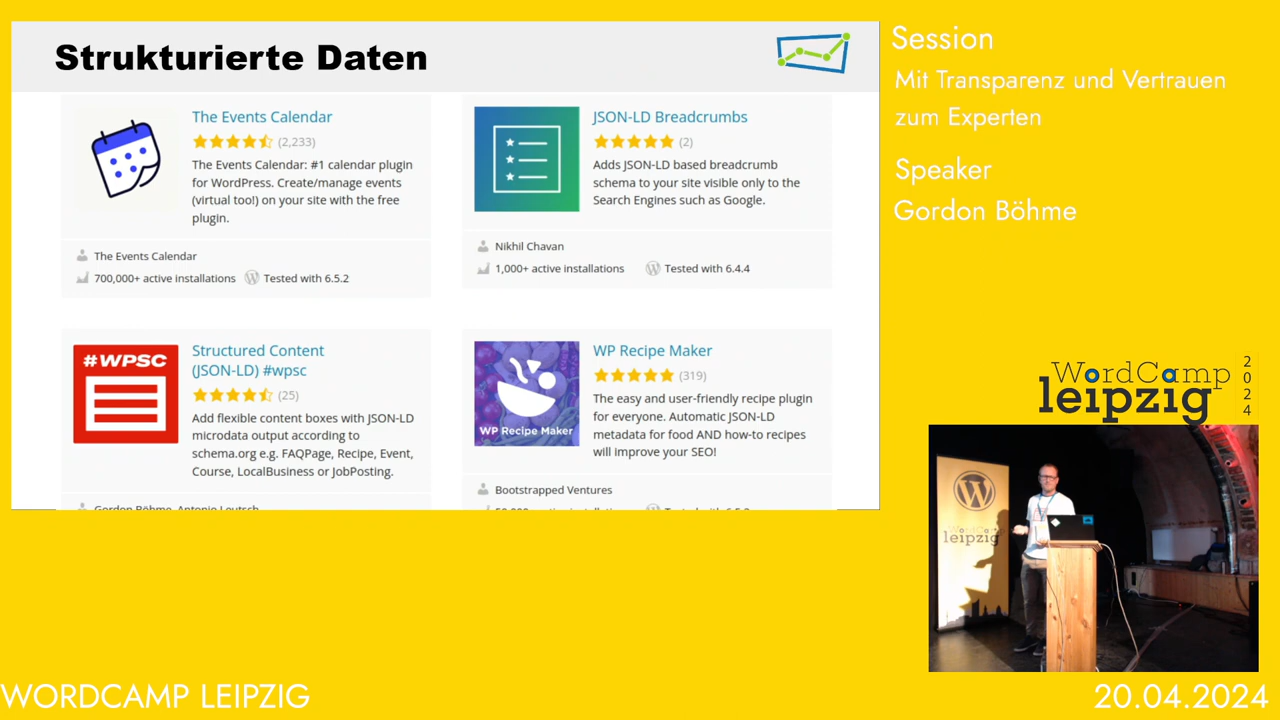 Strukturierte Daten
The Events Calendar
(2,233)
The Events Calendar: #1 calendar plugin
for WordPress. Create/manage events
(virtual too!) on your site with the free
plugin.
The Events Calendar
700,000+ active installations
Tested with 6.5.2
JSON-LD Breadcrumbs
(2)
Adds JSON-LD based breadcrumb
schema to your site visible only to the
Search Engines such as Google.
Nikhil Chavan
1,000+ active installations
Tested with 6.4.4
#WPSC
Structured Content
(JSON-LD) #wpsc
(25)
Add flexible content boxes with JSON-LD
microdata output according to
schema.org e.g. FAQPage, Recipe, Event,
Course, LocalBusiness or JobPosting.
WP Recipe Maker
WP Recipe Maker
(319)
The easy and user-friendly recipe plugin
for everyone. Automatic JSON-LD
metadata for food AND how-to recipes
will improve your SEO!
Bootstrapped Ventures
Session
Mit Transparenz und Vertrauen
zum Experten
Speaker
Gordon Böhme
WordCamp
leipzig
2024
WordCamp
leipzig
WORDCAMP LEIPZIG
20.04.2024